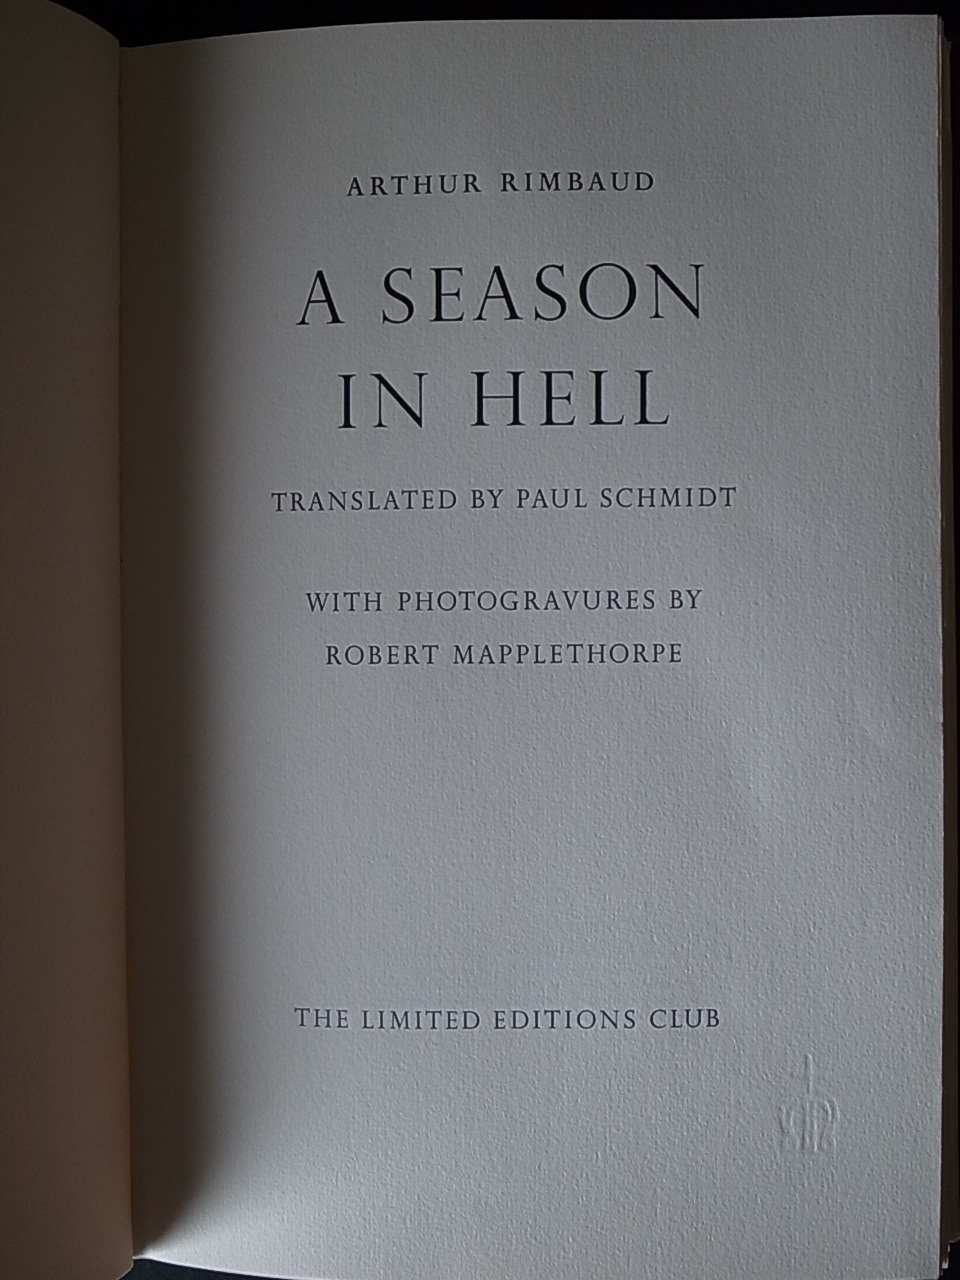 ARTHUR RIMBAUD
A SEASON
IN HELL
TRANSLATED BY PAUL SCHMIDT
WITH PHOTOGRAVURES BY
ROBERT MAPPLETHORPE
THE LIMITED EDITIONS CLUB